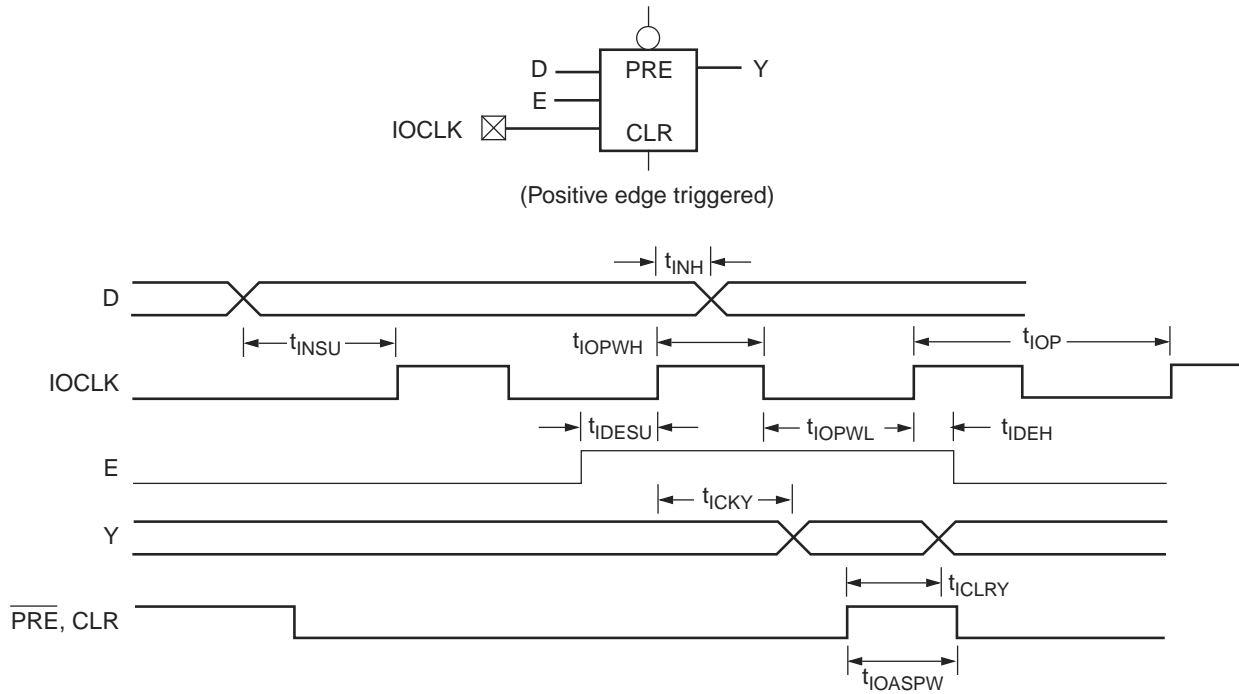 D
PRE
Y
E
IOCLK
CLR
(Positive edge triggered)
tINH
D
tINSU
tIOPWH
tIOP
IOCLK
tIDESU
tIOPWL
tIDEH
E
tICKY
Y
tICLRY
PRE, CLR
tIOASPW